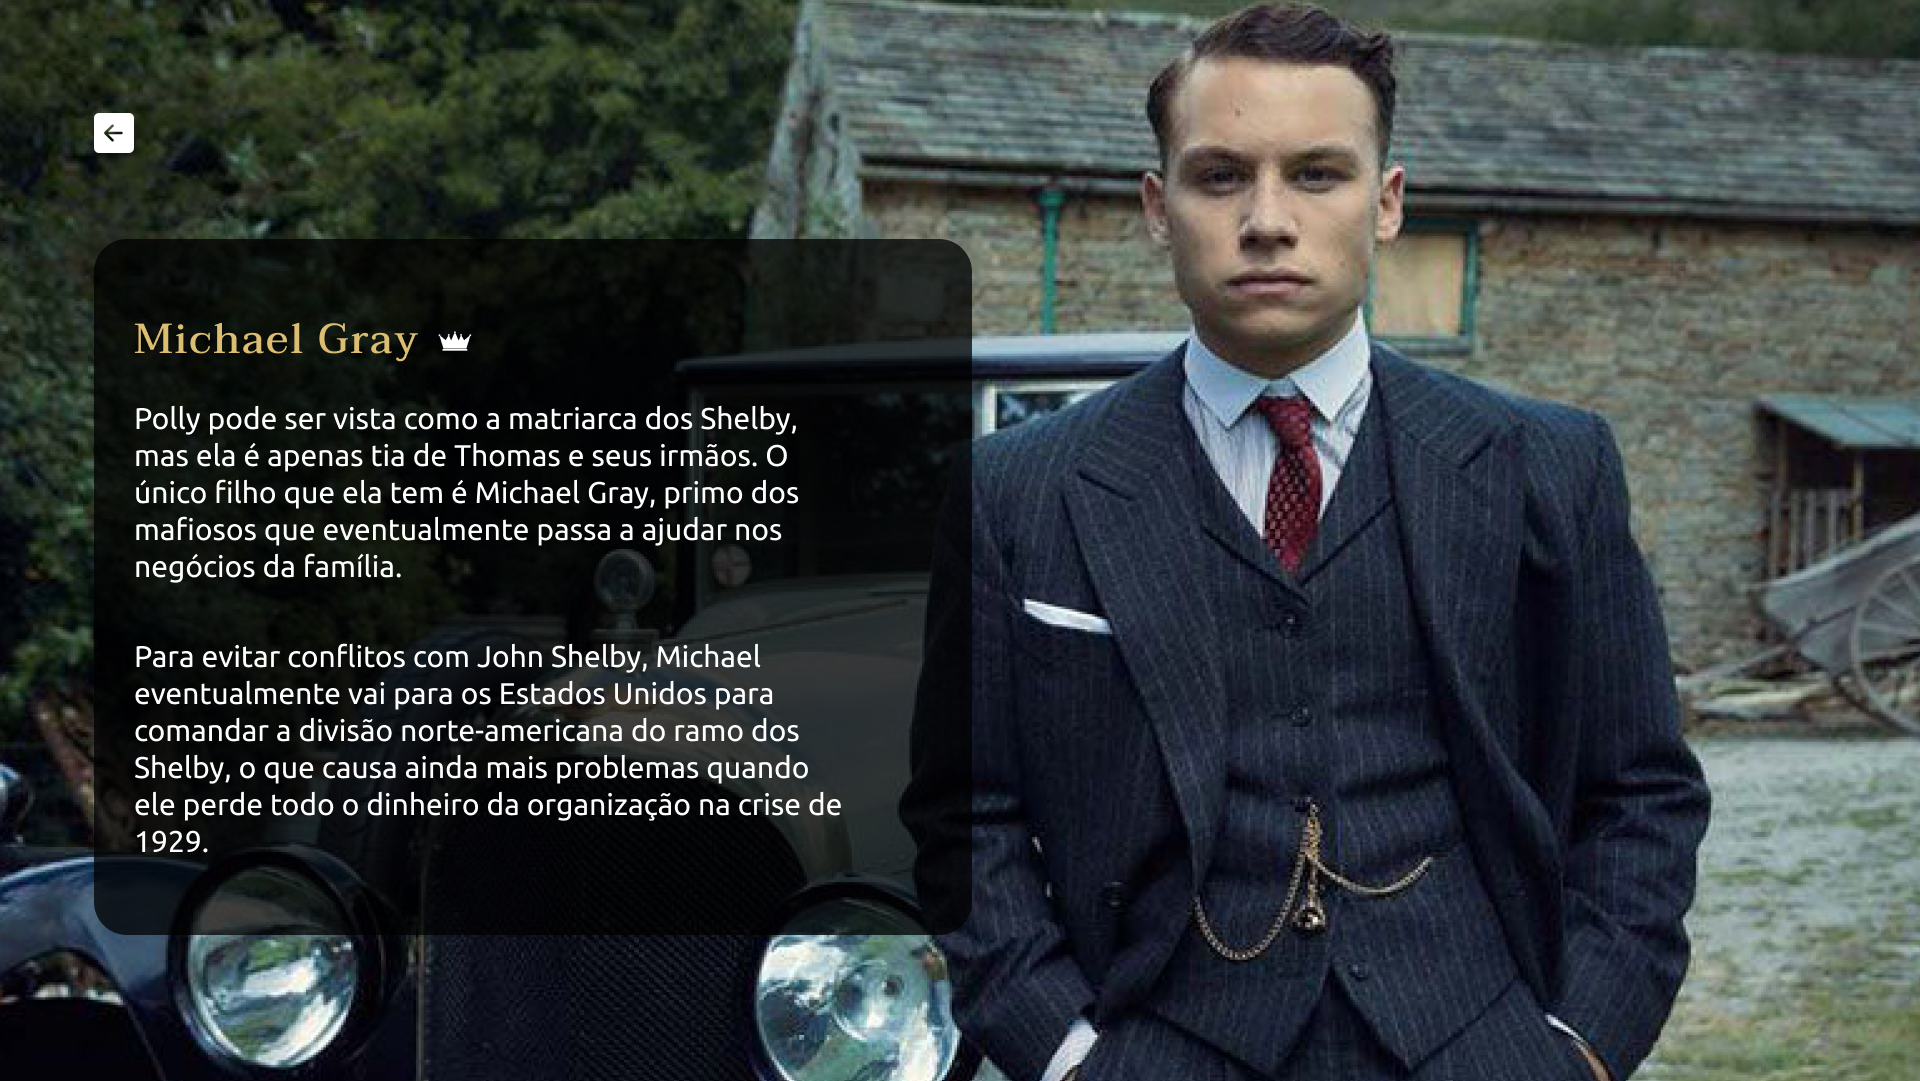 Michael Gray
Polly pode ser vista como a matriarca dos Shelby,
mas ela é apenas tia de Thomas e seus irmãos. O
único filho que ela tem é Michael Gray, primo dos
mafiosos que eventualmente passa a ajudar nos
negócios da família.
Para evitar conflitos com John Shelby, Michael
eventualmente vai para os Estados Unidos para
comandar a divisão norte-americana do ramo dos
Shelby, o que causa ainda mais problemas quando
ele perde todo o dinheiro da organização na crise de
1929.